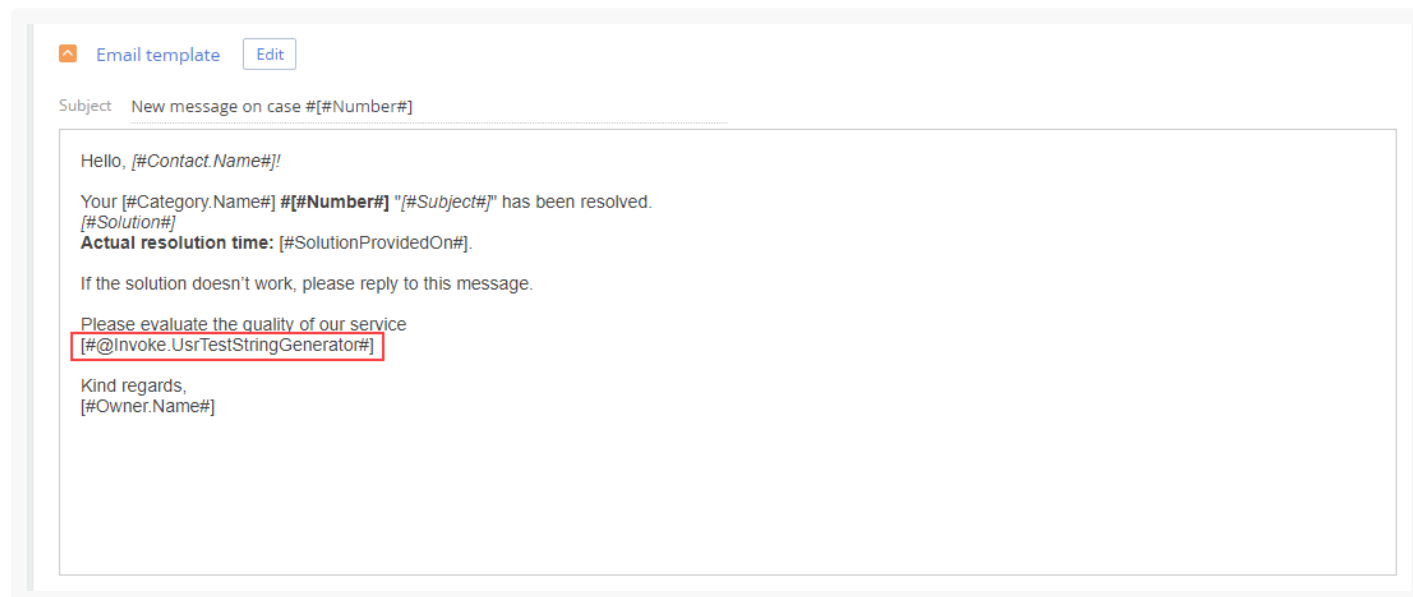 Email template Edit
Subject New message on case #[#Number#]
Hello, [#Contact.Name#]!
Your [#Category.Name#] #[#Number#] "[#Subject#]" has been resolved.
[#Solution#]
Actual resolution time: [#SolutionProvidedOn#].
If the solution doesn’t work, please reply to this message.
Please evaluate the quality of our service
[#@Invoke.UsrTestStringGenerator#]
Kind regards,
[#Owner.Name#]